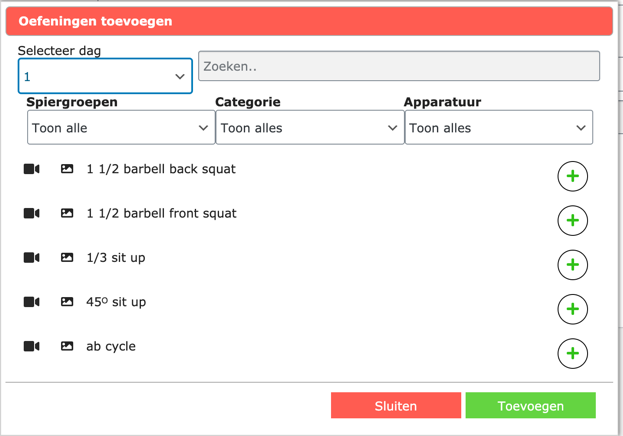 Oefeningen toevoegen
Selecteer dag
1
Zoeken..
Spiergroepen Categorie Apparatuur
Toon alle Toon alles Toon alles
1 1/2 barbell back squat
1 1/2 barbell front squat
1/3 sit up
45º sit up
ab cycle
Sluiten Toevoegen